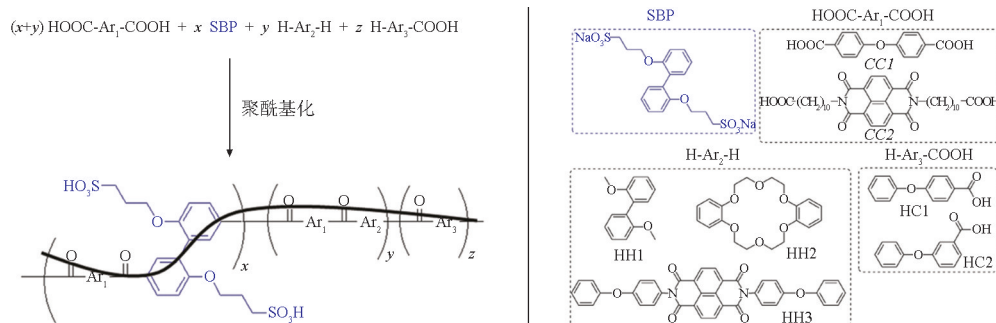 (x+y) HOOC-Ar₁-COOH + x SBP + y H-Ar₂-H + z H-Ar₃-COOH
聚酰基化
HO₃S
O
O
O
Ar₁
O
Ar₂
O
Ar₃
O
Ar₁
O
O
SO₃H
x
y
z
SBP
NaO₃S
O
O
SO₃Na
HOOC-Ar₁-COOH
HOOC
O
COOH
CC1
O
O
HOOC-(CH₂)₁₀-N
N-(CH₂)₁₀-COOH
O
O
CC2
H-Ar₂-H
O
O
HH1
O
O
O
O
O
O
HH2
O
O
O
N
N
O
O
O
HH3
H-Ar₃-COOH
O
O
OH
HC1
O
OH
O
HC2